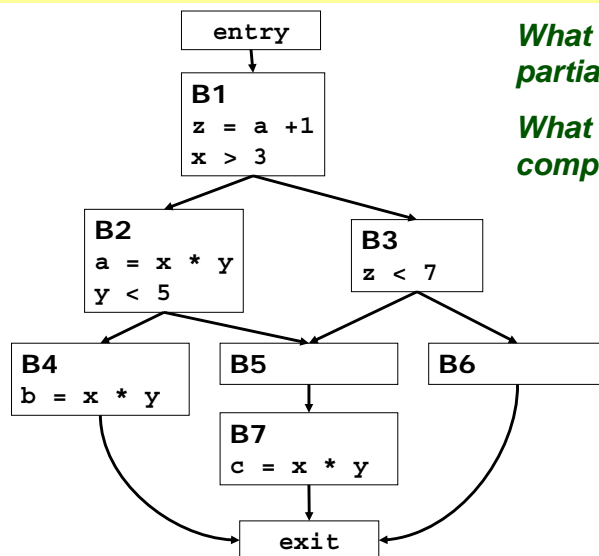 entry
What
partia
B1
z = a +1
x > 3
What
comp
B2
a = x * y
y < 5
B3
z < 7
B4
b = x * y
B5
B6
B7
c = x * y
exit